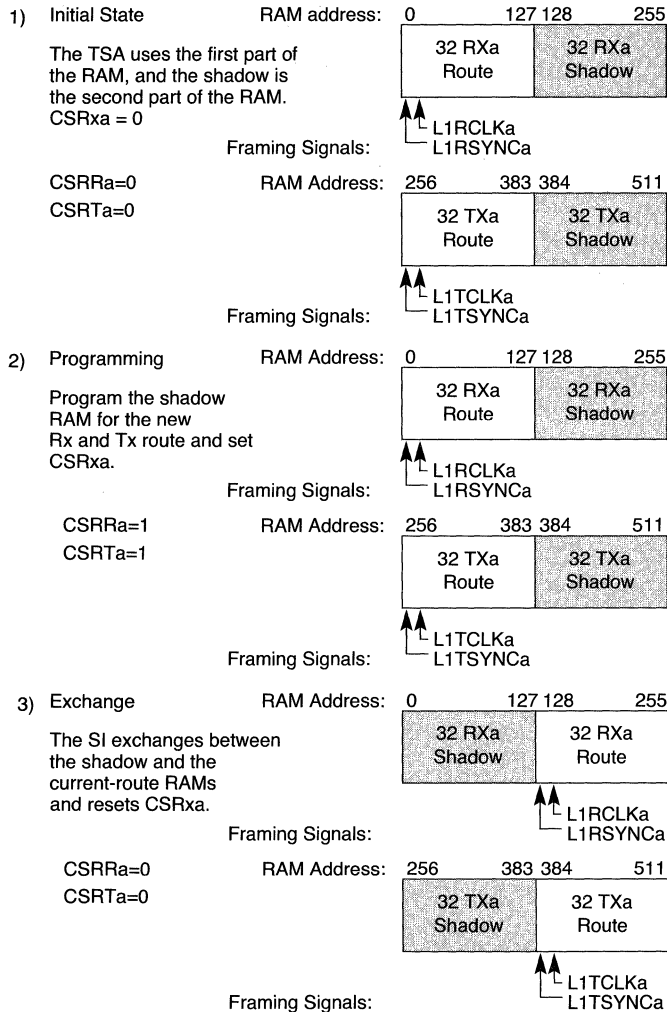 1) Initial State RAM address: 0 127 128 255
The TSA uses the first part of
the RAM, and the shadow is
the second part of the RAM.
CSRxa = 0
32 RXa
Route
32 RXa
Shadow
L1RCLKa
Framing Signals: L1RSYNCa
CSRRa=0 RAM Address: 256 383 384 511
CSRTa=0
32 TXa
Route
32 TXa
Shadow
L1TCLKa
Framing Signals: L1TSYNCa
2) Programming RAM Address: 0 127 128 255
Program the shadow
RAM for the new
Rx and Tx route and set
CSRxa.
32 RXa
Route
32 RXa
Shadow
L1RCLKa
Framing Signals: L1RSYNCa
CSRRa=1 RAM Address: 256 383 384 511
CSRTa=1
32 TXa
Route
32 TXa
Shadow
L1TCLKa
Framing Signals: L1TSYNCa
3) Exchange RAM Address: 0 127 128 255
The SI exchanges between
the shadow and the
current-route RAMs
and resets CSRxa.
32 RXa
Shadow
32 RXa
Route
L1RCLKa
Framing Signals: L1RSYNCa
CSRRa=0 RAM Address: 256 383 384 511
CSRTa=0
32 TXa
Shadow
32 TXa
Route
L1TCLKa
Framing Signals: L1TSYNCa